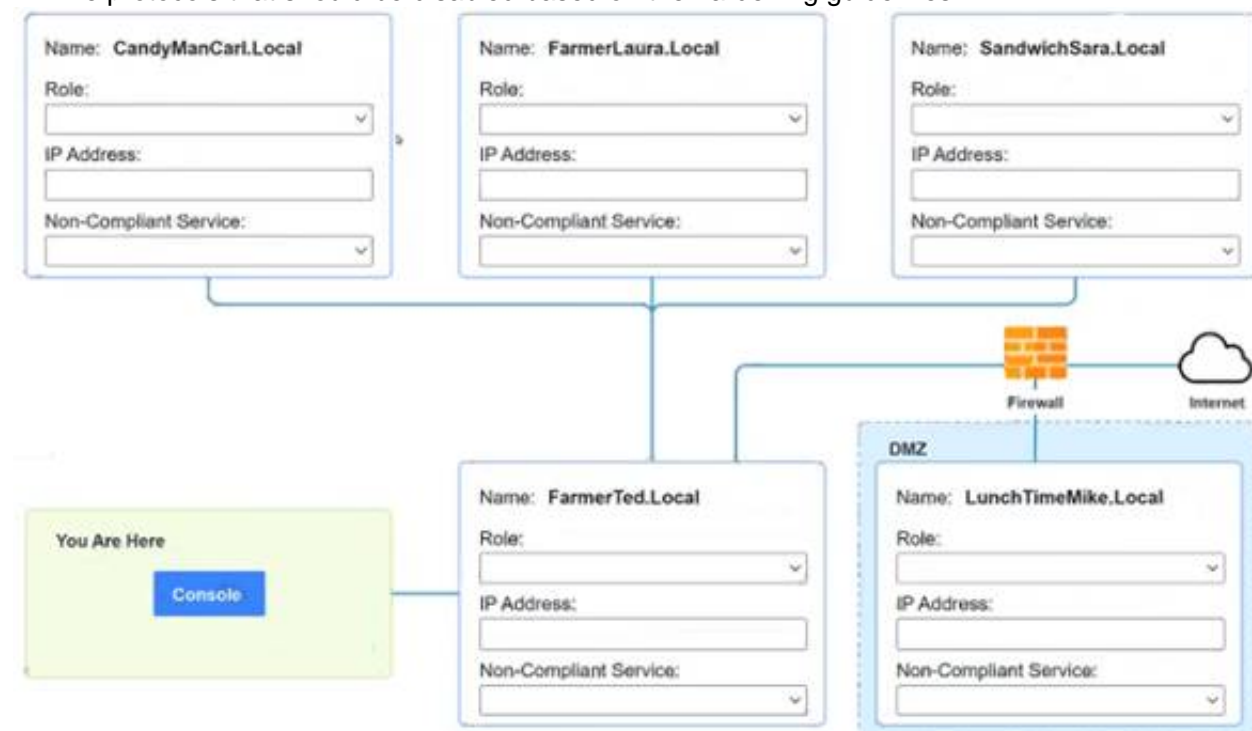 Name: CandyManCarl.Local
Role:
IP Address:
Non-Compliant Service:
Name: FarmerLaura.Local
Role:
IP Address:
Non-Compliant Service:
Name: SandwichSara.Local
Role:
IP Address:
Non-Compliant Service:
Firewall
Internet
You Are Here
Console
Name: FarmerTed.Local
Role:
IP Address:
Non-Compliant Service:
DMZ
Name: LunchTimeMike.Local
Role:
IP Address:
Non-Compliant Service: